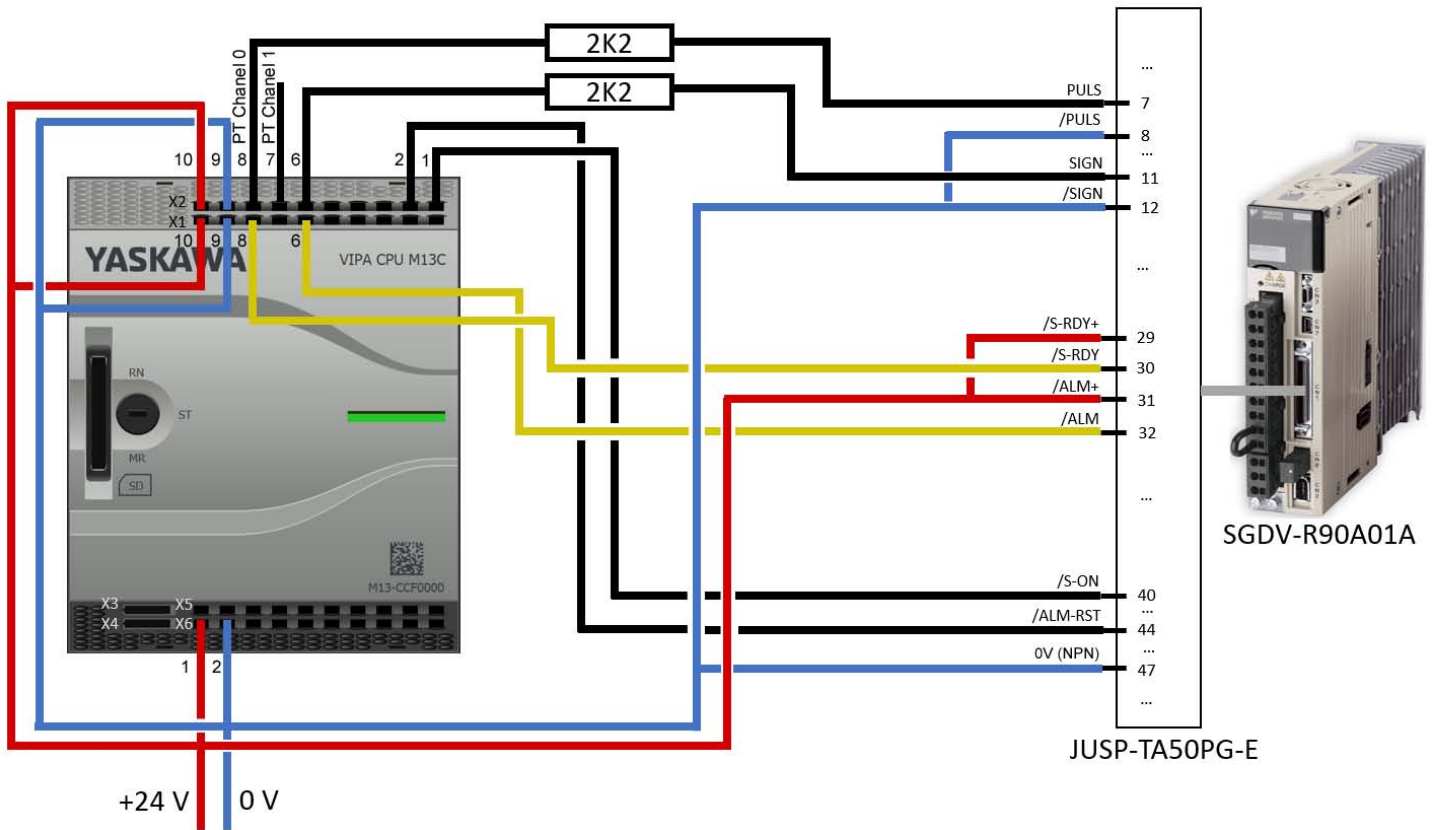 2K2
2K2
PT Chanel 0
PT Chanel 1
10 9 8 7 6 2 1
X2
X1
10 9 8 6
YASKAWA
VIPA CPU M13C
RN
ST
MR
SD
M13-CCF0000
X3 X5
X4 X6
1 2
+24 V
0 V
...
PULS 7
/PULS 8
...
SIGN 11
/SIGN 12
...
/S-RDY+ 29
/S-RDY 30
/ALM+ 31
/ALM 32
...
/S-ON 40
...
/ALM-RST 44
...
0V (NPN) 47
...
JUSP-TA50PG-E
SGDV-R90A01A